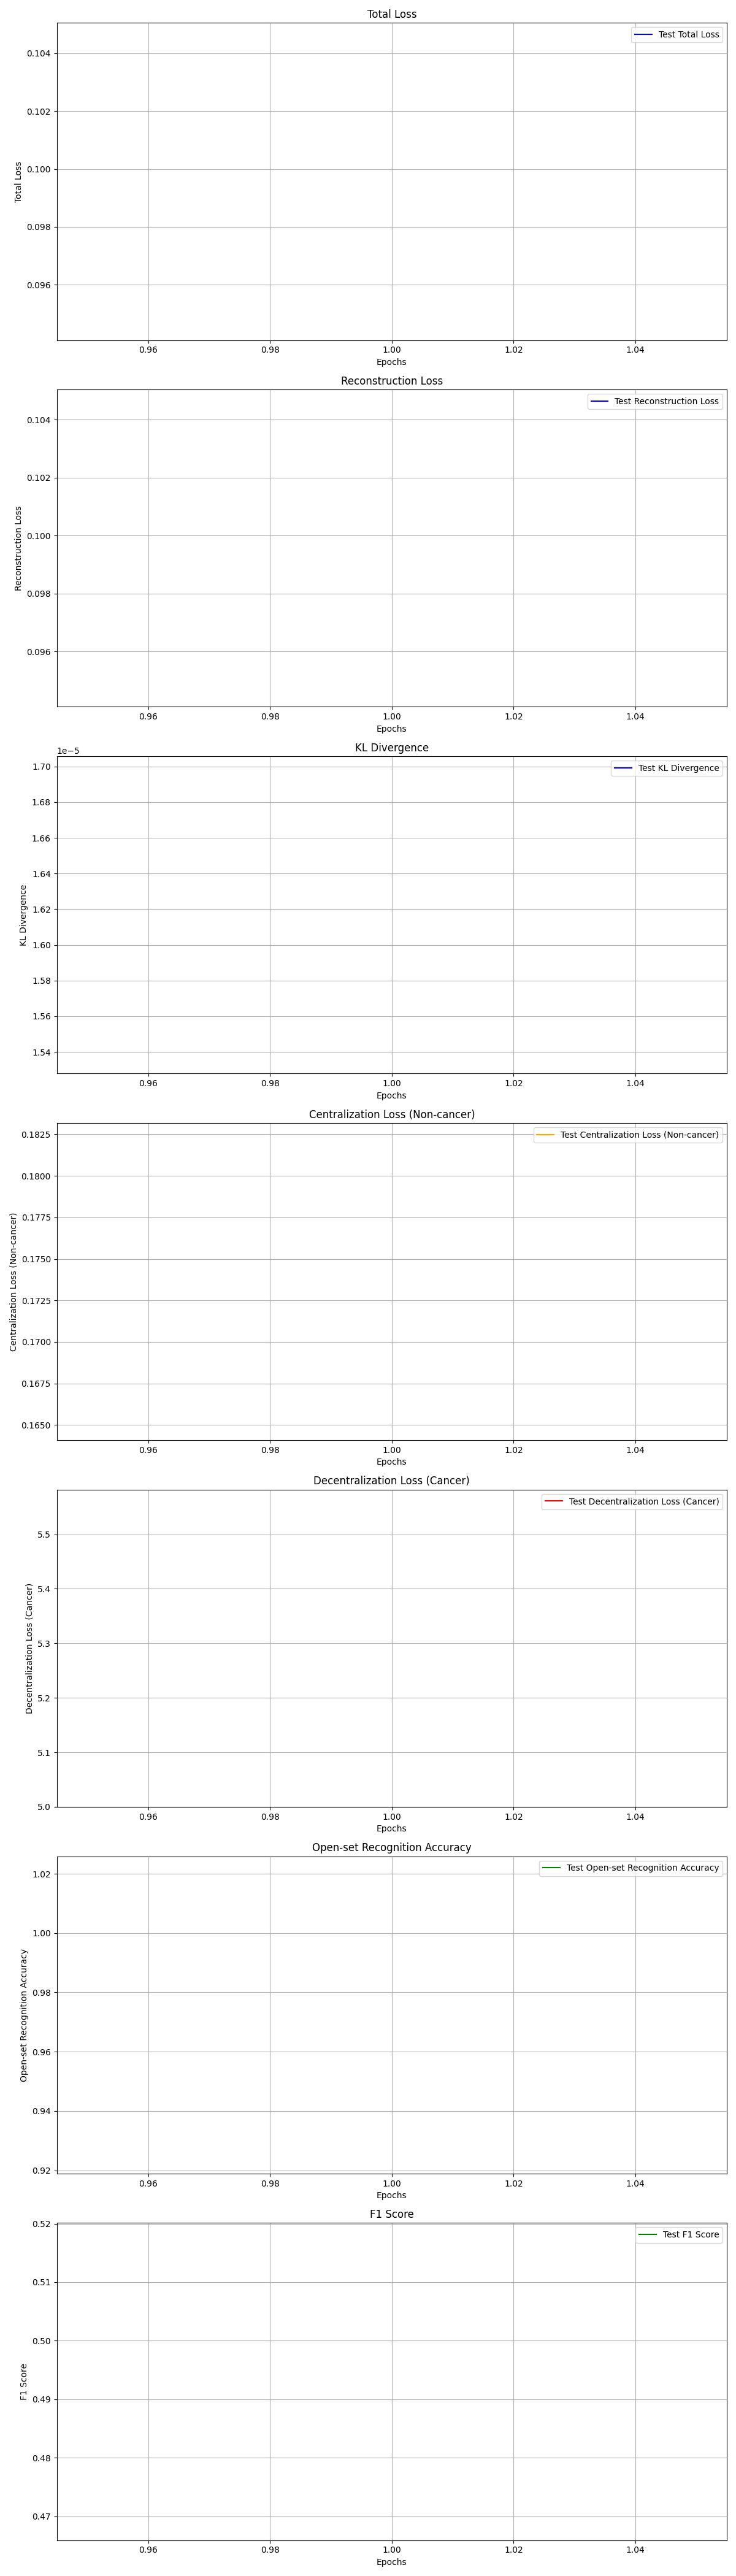 Total Loss
Test Total Loss
0.104
0.102
0.100
0.098
0.096
Total Loss
0.96 0.98 1.00 1.02 1.04
Epochs
Reconstruction Loss
Test Reconstruction Loss
0.104
0.102
0.100
0.098
0.096
Reconstruction Loss
0.96 0.98 1.00 1.02 1.04
Epochs
KL Divergence
1e−5
Test KL Divergence
1.70
1.68
1.66
1.64
1.62
1.60
1.58
1.56
1.54
KL Divergence
0.96 0.98 1.00 1.02 1.04
Epochs
Centralization Loss (Non-cancer)
Test Centralization Loss (Non-cancer)
0.1825
0.1800
0.1775
0.1750
0.1725
0.1700
0.1675
0.1650
Centralization Loss (Non-cancer)
0.96 0.98 1.00 1.02 1.04
Epochs
Decentralization Loss (Cancer)
Test Decentralization Loss (Cancer)
5.5
5.4
5.3
5.2
5.1
5.0
Decentralization Loss (Cancer)
0.96 0.98 1.00 1.02 1.04
Epochs
Open-set Recognition Accuracy
Test Open-set Recognition Accuracy
1.02
1.00
0.98
0.96
0.94
0.92
Open-set Recognition Accuracy
0.96 0.98 1.00 1.02 1.04
Epochs
F1 Score
Test F1 Score
0.52
0.51
0.50
0.49
0.48
0.47
F1 Score
0.96 0.98 1.00 1.02 1.04
Epochs